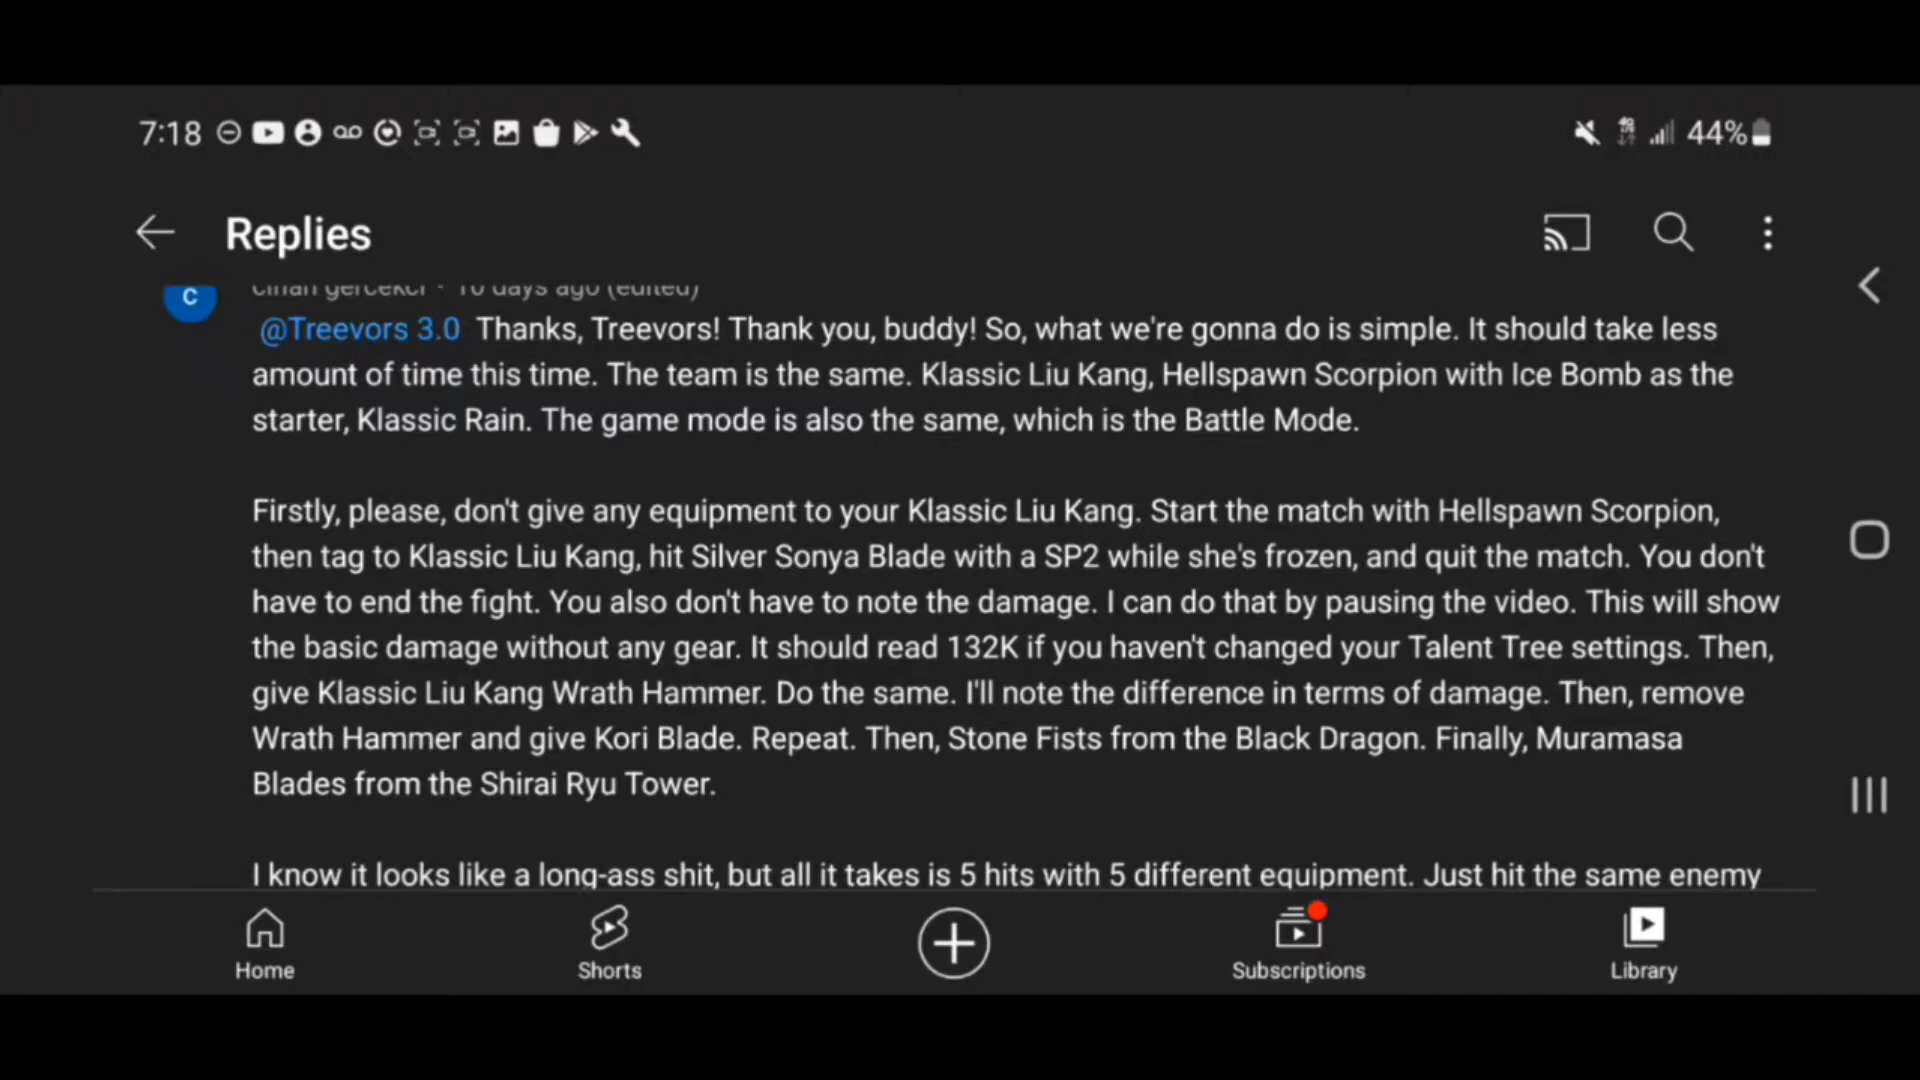 7:18
44%
Replies
C
cihan gercekci · 10 days ago (edited)
@Treevors 3.0 Thanks, Treevors! Thank you, buddy! So, what we're gonna do is simple. It should take less
amount of time this time. The team is the same. Klassic Liu Kang, Hellspawn Scorpion with Ice Bomb as the
starter, Klassic Rain. The game mode is also the same, which is the Battle Mode.
Firstly, please, don't give any equipment to your Klassic Liu Kang. Start the match with Hellspawn Scorpion,
then tag to Klassic Liu Kang, hit Silver Sonya Blade with a SP2 while she's frozen, and quit the match. You don't
have to end the fight. You also don't have to note the damage. I can do that by pausing the video. This will show
the basic damage without any gear. It should read 132K if you haven't changed your Talent Tree settings. Then,
give Klassic Liu Kang Wrath Hammer. Do the same. I'll note the difference in terms of damage. Then, remove
Wrath Hammer and give Kori Blade. Repeat. Then, Stone Fists from the Black Dragon. Finally, Muramasa
Blades from the Shirai Ryu Tower.
I know it looks like a long-ass shit, but all it takes is 5 hits with 5 different equipment. Just hit the same enemy
Home
Shorts
Subscriptions
Library